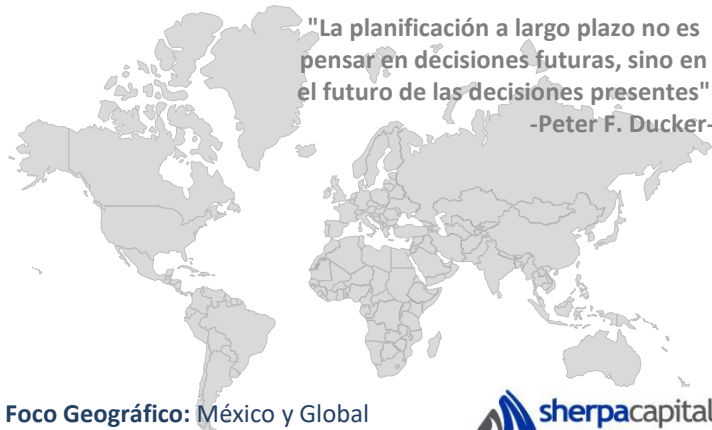 "La planificación a largo plazo no es
pensar en decisiones futuras, sino en
el futuro de las decisiones presentes"
-Peter F. Ducker-
Foco Geográfico: México y Global
sherpacapital